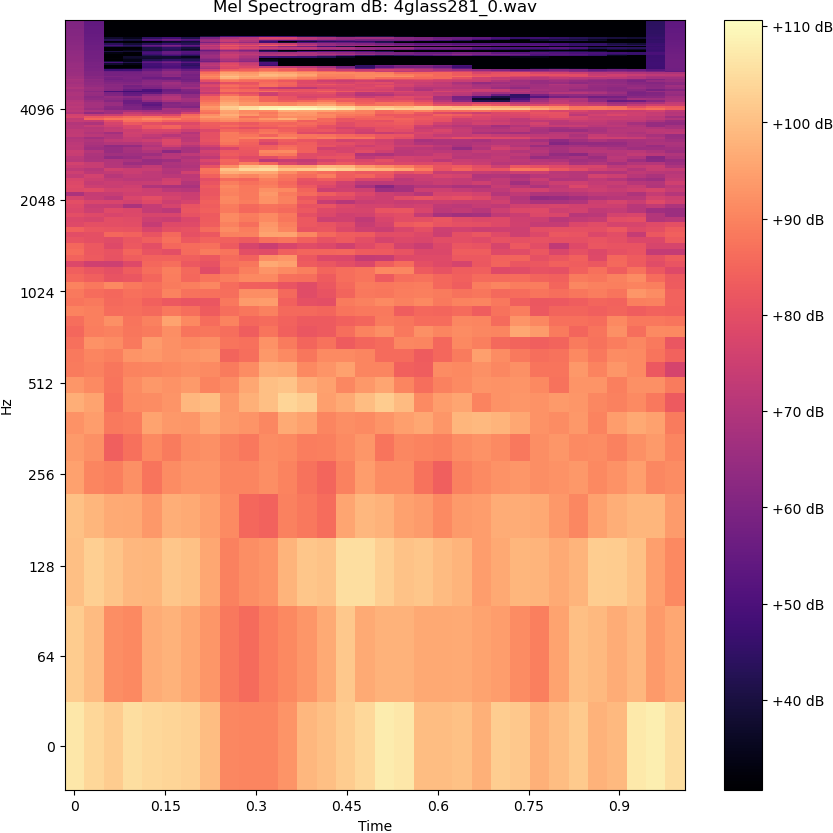 Mel Spectrogram dB: 4glass281_0.wav
+110 dB
+100 dB
+90 dB
+80 dB
+70 dB
+60 dB
+50 dB
+40 dB
4096
2048
1024
512
256
128
64
0
Hz
0 0.15 0.3 0.45 0.6 0.75 0.9
Time